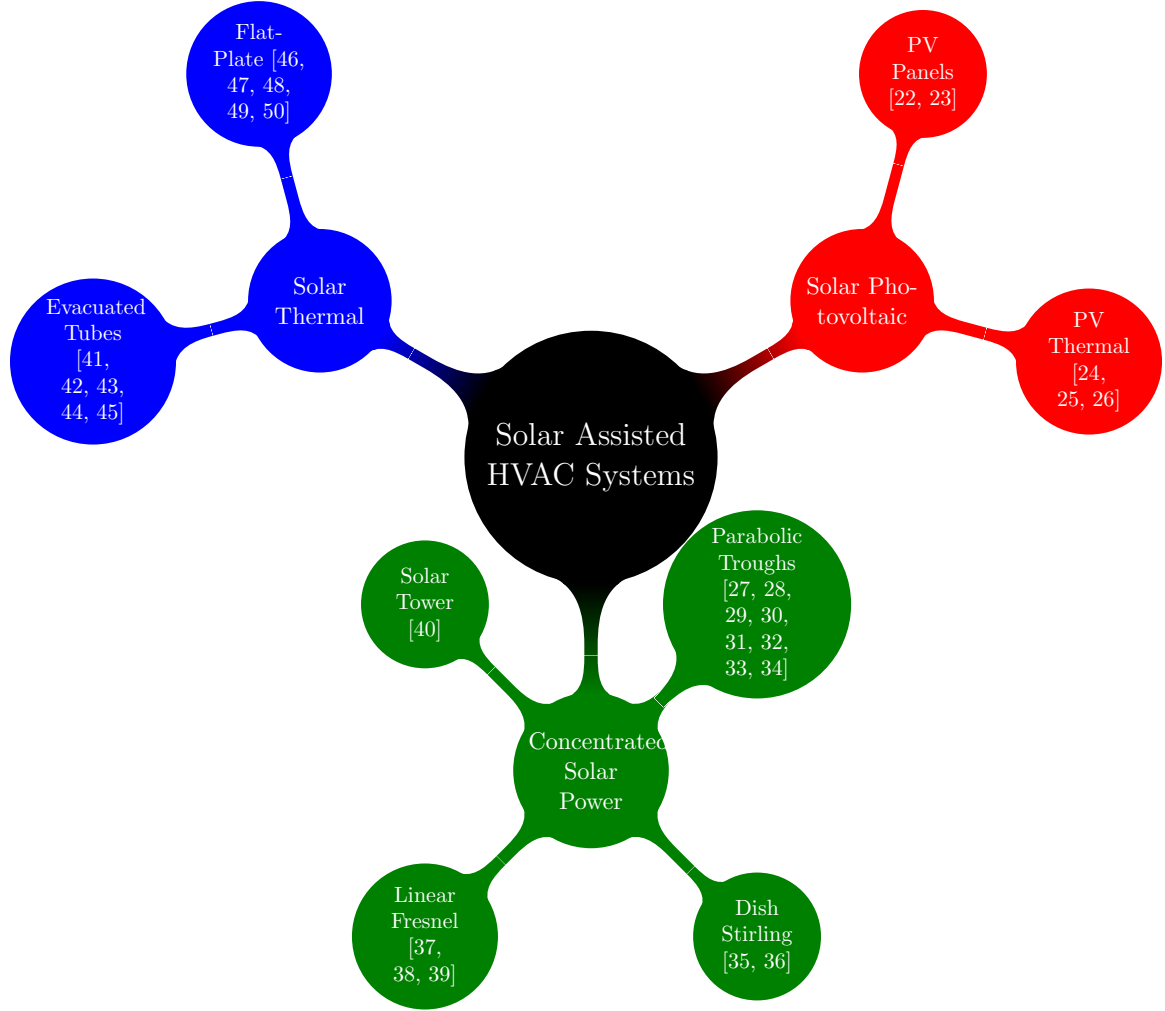 Flat-
Plate [46,
47, 48,
49, 50]
PV
Panels
[22, 23]
Solar
Thermal
Solar Pho-
tovoltaic
Evacuated
Tubes
[41,
42, 43,
44, 45]
PV
Thermal
[24,
25, 26]
Solar Assisted
HVAC Systems
Solar
Tower
[40]
Parabolic
Troughs
[27, 28,
29, 30,
31, 32,
33, 34]
Concentrated
Solar
Power
Linear
Fresnel
[37,
38, 39]
Dish
Stirling
[35, 36]